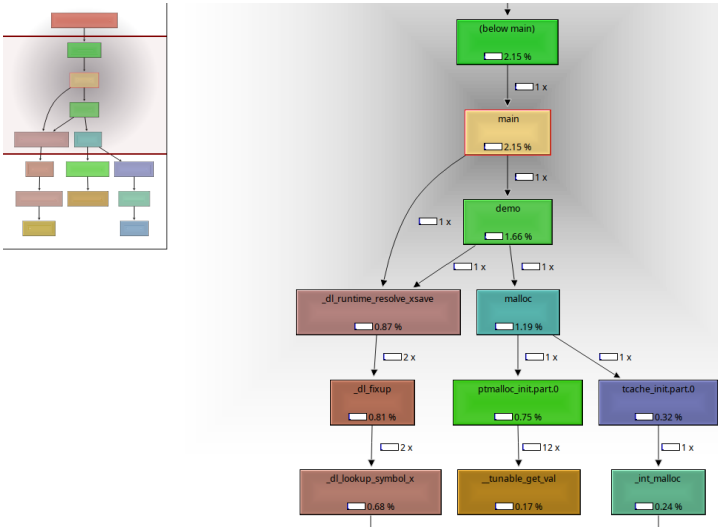 (below main)
2.15 %
1 x
main
2.15 %
1 x
1 x
demo
1.66 %
1 x
1 x
_dl_runtime_resolve_xsave
0.87 %
malloc
1.19 %
2 x
1 x
1 x
_dl_fixup
0.81 %
ptmalloc_init.part.0
0.75 %
tcache_init.part.0
0.32 %
2 x
12 x
1 x
_dl_lookup_symbol_x
0.68 %
__tunable_get_val
0.17 %
_int_malloc
0.24 %